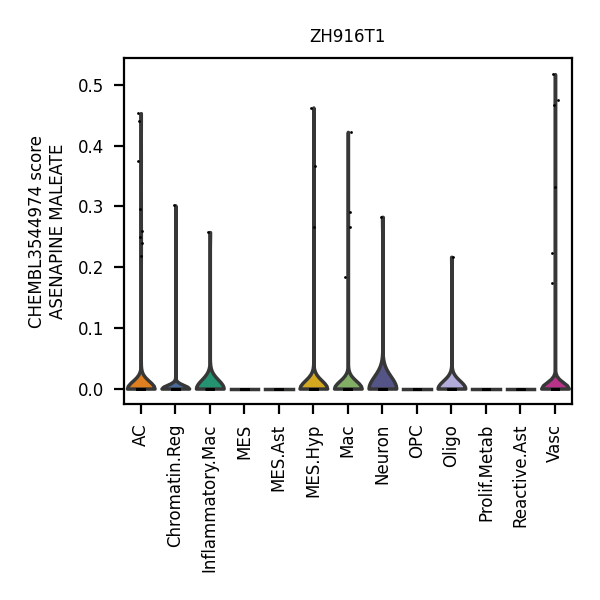 ZH916T1
CHEMBL3544974 score
ASENAPINE MALEATE
0.5
0.4
0.3
0.2
0.1
0.0
AC
Chromatin.Reg
Inflammatory.Mac
MES
MES.Ast
MES.Hyp
Mac
Neuron
OPC
Oligo
Prolif.Metab
Reactive.Ast
Vasc